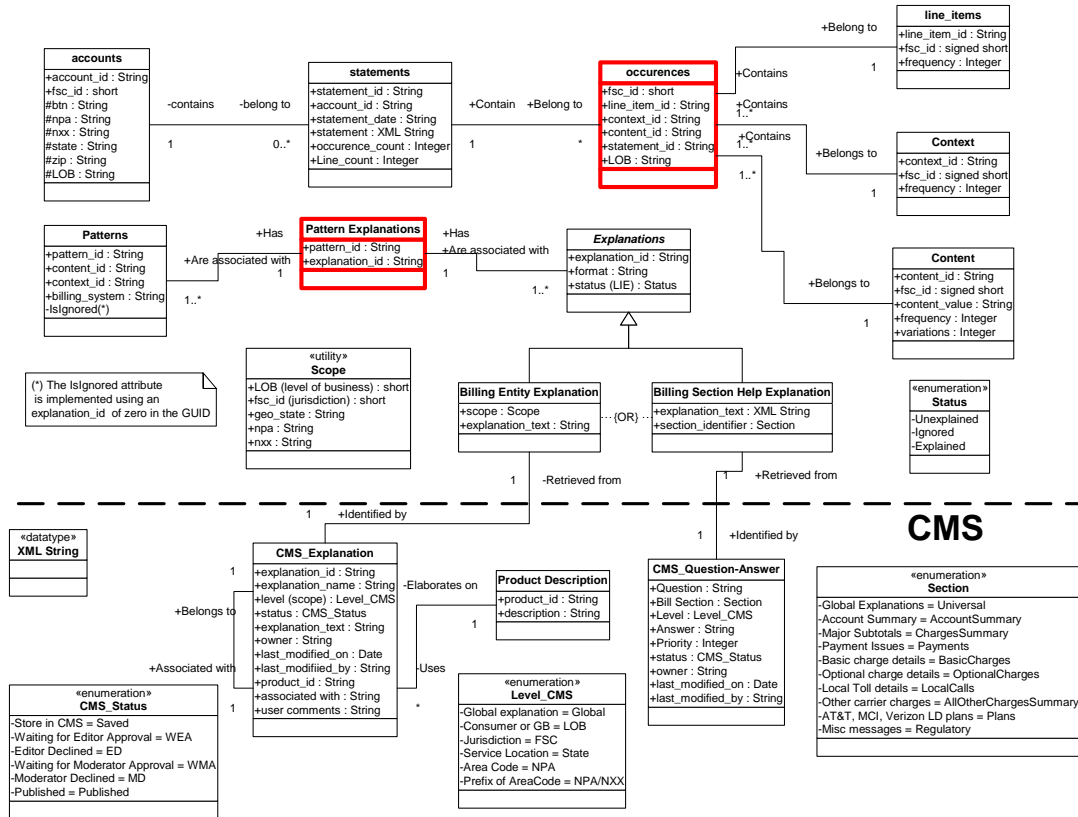 accounts
+account_id : String
+fsc_id : short
#btn : String
#npa : String
#nxx : String
#state : String
#zip : String
#LOB : String
-contains
-belong to
1
0..*
statements
+statement_id : String
+account_id : String
+statement_date : String
+statement : XML String
+occurence_count : Integer
+Line_count : Integer
+Contain
+Belong to
1
*
occurences
+fsc_id : short
+line_item_id : String
+context_id : String
+content_id : String
+statement_id : String
+LOB : String
+Contains
1..*
+Belong to
1
+Contains
1..*
+Belongs to
1
+Contains
1..*
+Belongs to
1
line_items
+line_item_id : String
+fsc_id : signed short
+frequency : Integer
Context
+context_id : String
+fsc_id : signed short
+frequency : Integer
Content
+content_id : String
+fsc_id : signed short
+content_value : String
+frequency : Integer
+variations : Integer
Patterns
+pattern_id : String
+content_id : String
+context_id : String
+billing_system : String
-IsIgnored(*)
+Has
+Are associated with
1
1..*
Pattern Explanations
+pattern_id : String
+explanation_id : String
+Has
+Are associated with
1
1..*
Explanations
+explanation_id : String
+format : String
+status (LIE) : Status
(*) The IsIgnored attribute
is implemented using an
explanation_id of zero in the GUID
«utility»
Scope
+LOB (level of business) : short
+fsc_id (jurisdiction) : short
+geo_state : String
+npa : String
+nxx : String
Billing Entity Explanation
+scope : Scope
+explanation_text : String
{OR}
Billing Section Help Explanation
+explanation_text : XML String
+section_identifier : Section
«enumeration»
Status
-Unexplained
-Ignored
-Explained
1
-Retrieved from
1
+Identified by
1
+Retrieved from
1
+Identified by
CMS
«datatype»
XML String
CMS_Explanation
+explanation_id : String
+explanation_name : String
+level (scope) : Level_CMS
+status : CMS_Status
+explanation_text : String
+owner : String
+last_modified_on : Date
+last_modifiied_by : String
+product_id : String
+associated with : String
+user comments : String
1
+Belongs to
+Associated with
1
-Elaborates on
1
-Uses
*
Product Description
+product_id : String
+description : String
CMS_Question-Answer
+Question : String
+Bill Section : Section
+Level : Level_CMS
+Answer : String
+Priority : Integer
+status : CMS_Status
+owner : String
+last_modified_on : Date
+last_modified_by : String
«enumeration»
Section
-Global Explanations = Universal
-Account Summary = AccountSummary
-Major Subtotals = ChargesSummary
-Payment Issues = Payments
-Basic charge details = BasicCharges
-Optional charge details = OptionalCharges
-Local Toll details = LocalCalls
-Other carrier charges = AllOtherChargesSummary
-AT&T, MCI, Verizon LD plans = Plans
-Misc messages = Regulatory
«enumeration»
CMS_Status
-Store in CMS = Saved
-Waiting for Editor Approval = WEA
-Editor Declined = ED
-Waiting for Moderator Approval = WMA
-Moderator Declined = MD
-Published = Published
«enumeration»
Level_CMS
-Global explanation = Global
-Consumer or GB = LOB
-Jurisdiction = FSC
-Service Location = State
-Area Code = NPA
-Prefix of AreaCode = NPA/NXX